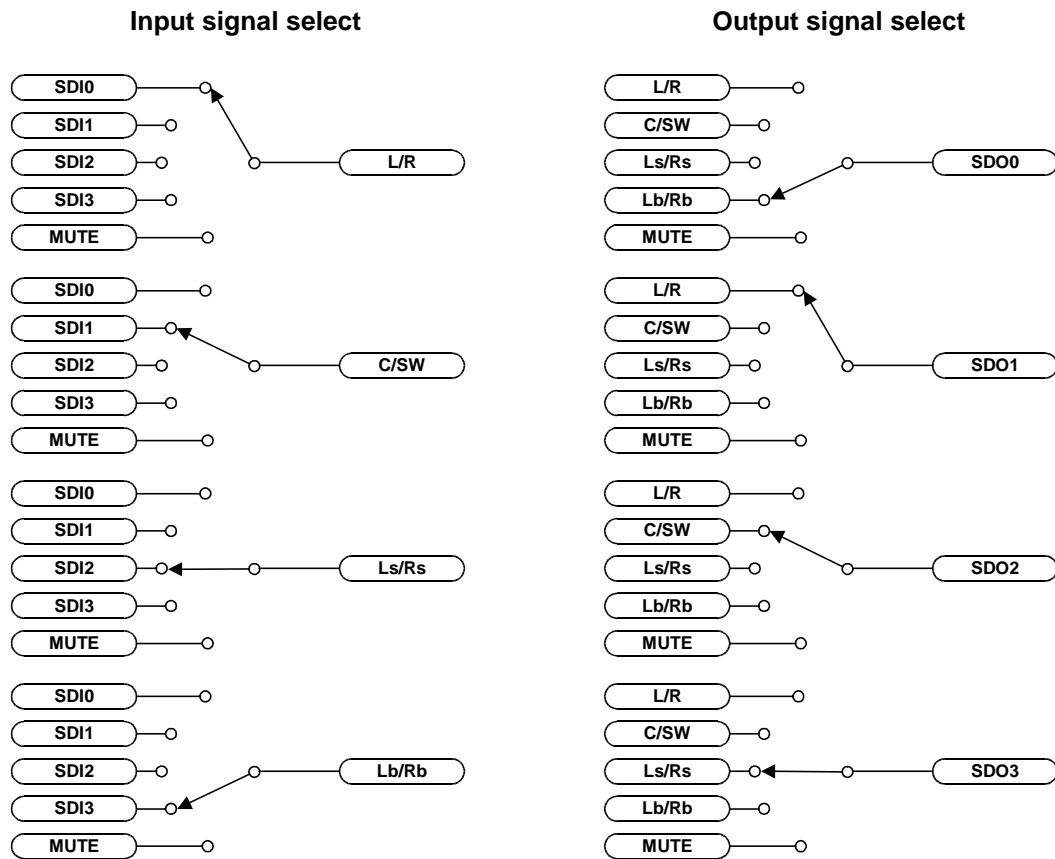 Input signal select
SDI0
SDI1
SDI2
SDI3
MUTE
L/R
SDI0
SDI1
SDI2
SDI3
MUTE
C/SW
SDI0
SDI1
SDI2
SDI3
MUTE
Ls/Rs
SDI0
SDI1
SDI2
SDI3
MUTE
Lb/Rb
Output signal select
L/R
C/SW
Ls/Rs
Lb/Rb
MUTE
SDO0
L/R
C/SW
Ls/Rs
Lb/Rb
MUTE
SDO1
L/R
C/SW
Ls/Rs
Lb/Rb
MUTE
SDO2
L/R
C/SW
Ls/Rs
Lb/Rb
MUTE
SDO3